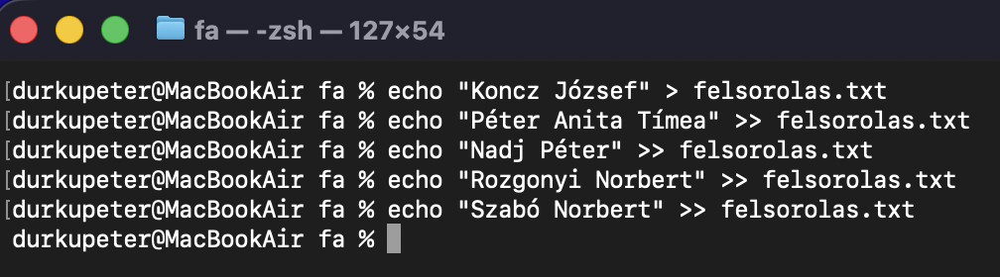 fa — -zsh — 127×54
[durkupeter@MacBookAir fa % echo "Koncz József" > felsorolas.txt
[durkupeter@MacBookAir fa % echo "Péter Anita Tímea" >> felsorolas.txt
[durkupeter@MacBookAir fa % echo "Nadj Péter" >> felsorolas.txt
[durkupeter@MacBookAir fa % echo "Rozgonyi Norbert" >> felsorolas.txt
[durkupeter@MacBookAir fa % echo "Szabó Norbert" >> felsorolas.txt
durkupeter@MacBookAir fa %